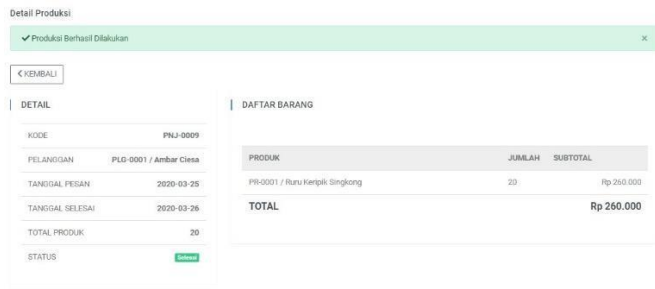 Detail Produksi
✔ Produksi Berhasil Dilakukan ×
< KEMBALI
DETAIL
KODE PNJ-0009
PELANGGAN PLG-0001 / Ambar Ciesa
TANGGAL PESAN 2020-03-25
TANGGAL SELESAI 2020-03-26
TOTAL PRODUK 20
STATUS Selesai
DAFTAR BARANG
PRODUK JUMLAH SUBTOTAL
PR-0001 / Ruru Keripik Singkong 20 Rp 260.000
TOTAL Rp 260.000